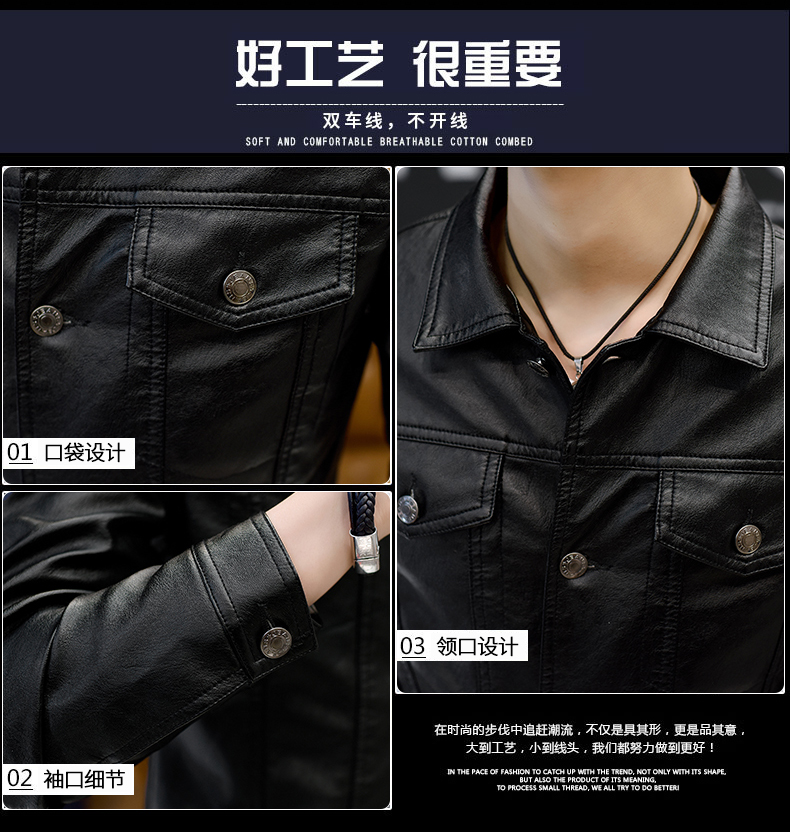 好工艺 很重要
双车线，不开线
SOFT AND COMFORTABLE BREATHABLE COTTON COMBED
01 口袋设计
02 袖口细节
03 领口设计
在时尚的步伐中追赶潮流，不仅是具其形，更是品其意，
大到工艺，小到线头，我们都努力做到更好！
IN THE PACE OF FASHION TO CATCH UP WITH THE TREND, NOT ONLY WITH ITS SHAPE,
BUT ALSO THE PRODUCT OF ITS MEANING,
TO PROCESS SMALL THREAD, WE ALL TRY TO DO BETTER!